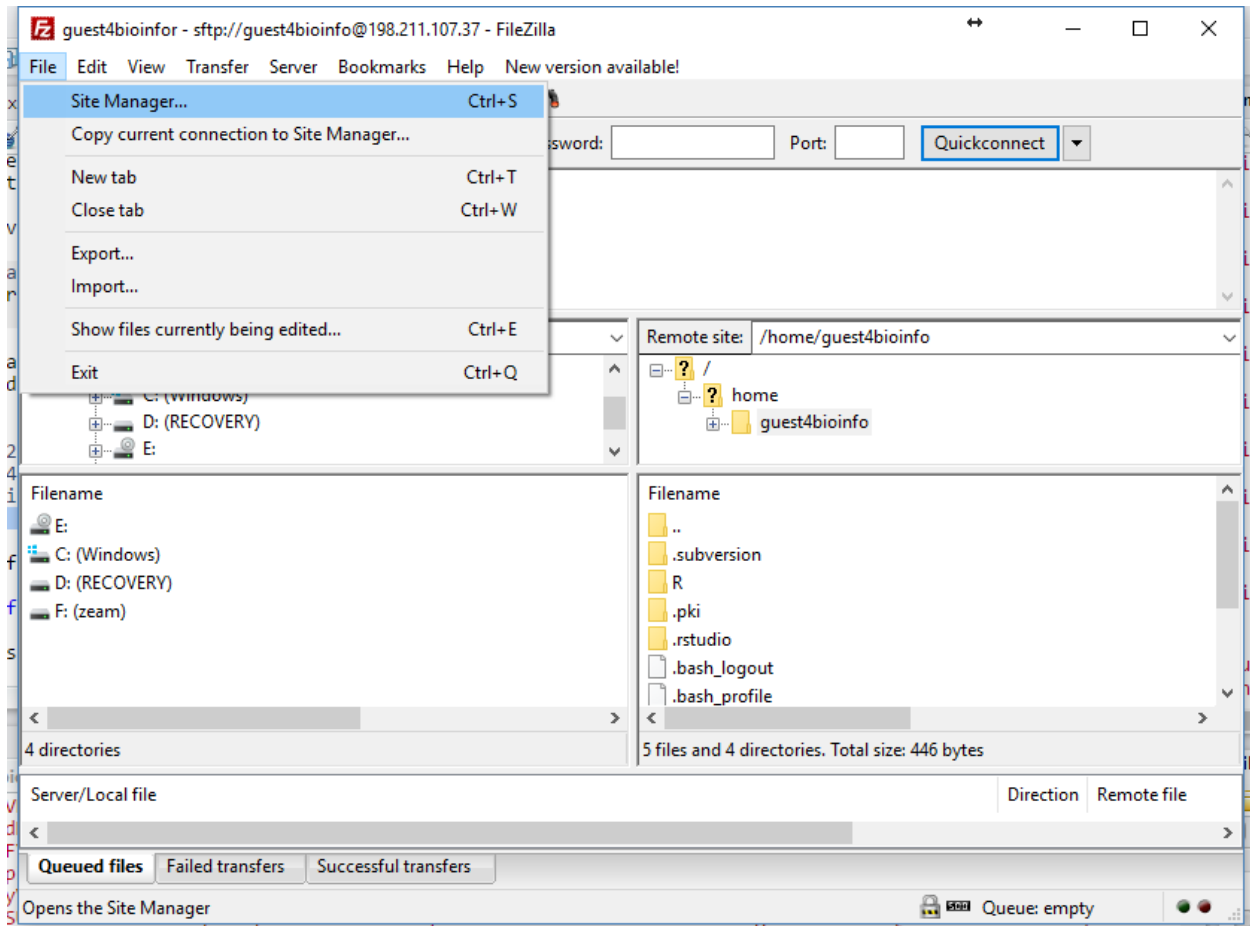 guest4bioinfor - sftp://guest4bioinfo@198.211.107.37 - FileZilla
File Edit View Transfer Server Bookmarks Help New version available!
Site Manager... Ctrl+S
Copy current connection to Site Manager...
New tab Ctrl+T
Close tab Ctrl+W
Export...
Import...
Show files currently being edited... Ctrl+E
Exit Ctrl+Q
ssword: Port: Quickconnect
Remote site: /home/guest4bioinfo
/
home
guest4bioinfo
C: (Windows)
D: (RECOVERY)
E:
Filename
E:
C: (Windows)
D: (RECOVERY)
F: (zeam)
4 directories
Filename
..
.subversion
R
.pki
.rstudio
.bash_logout
.bash_profile
5 files and 4 directories. Total size: 446 bytes
Server/Local file Direction Remote file
Queued files Failed transfers Successful transfers
Opens the Site Manager Queue: empty